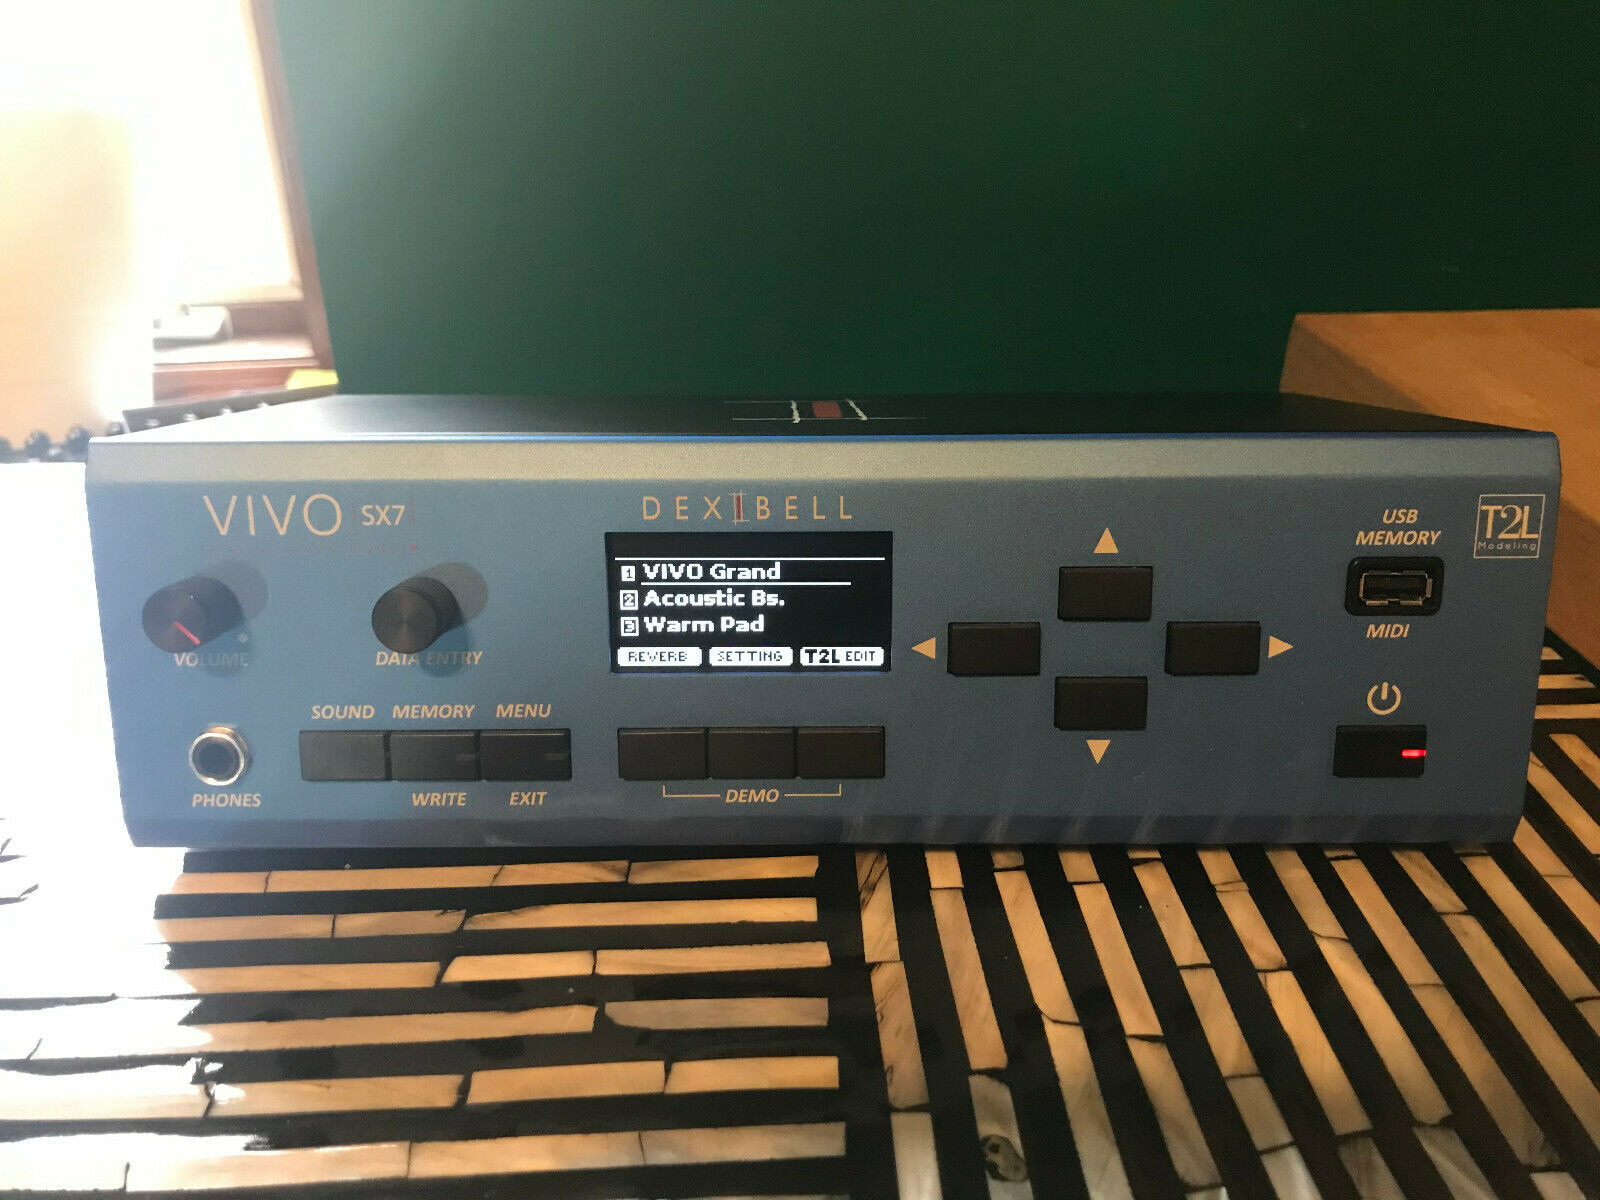 VIVO SX7
DEXIBELL
USB
MEMORY
T2L
Modeling
1 VIVO Grand
2 Acoustic Bs.
3 Warm Pad
REVERB SETTING T2L EDIT
VOLUME
DATA ENTRY
MIDI
SOUND MEMORY MENU
PHONES
WRITE EXIT
DEMO